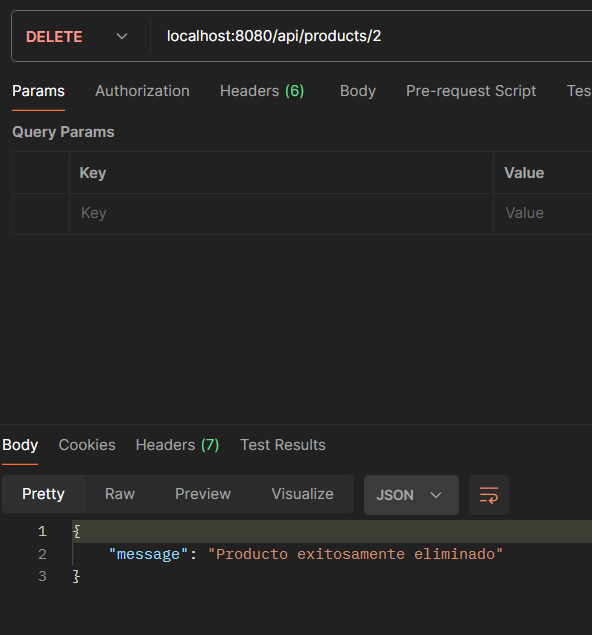 DELETE localhost:8080/api/products/2
Params Authorization Headers (6) Body Pre-request Script Tes
Query Params
Key Value
Key Value
Body Cookies Headers (7) Test Results
Pretty Raw Preview Visualize JSON
1 {
2 "message": "Producto exitosamente eliminado"
3 }